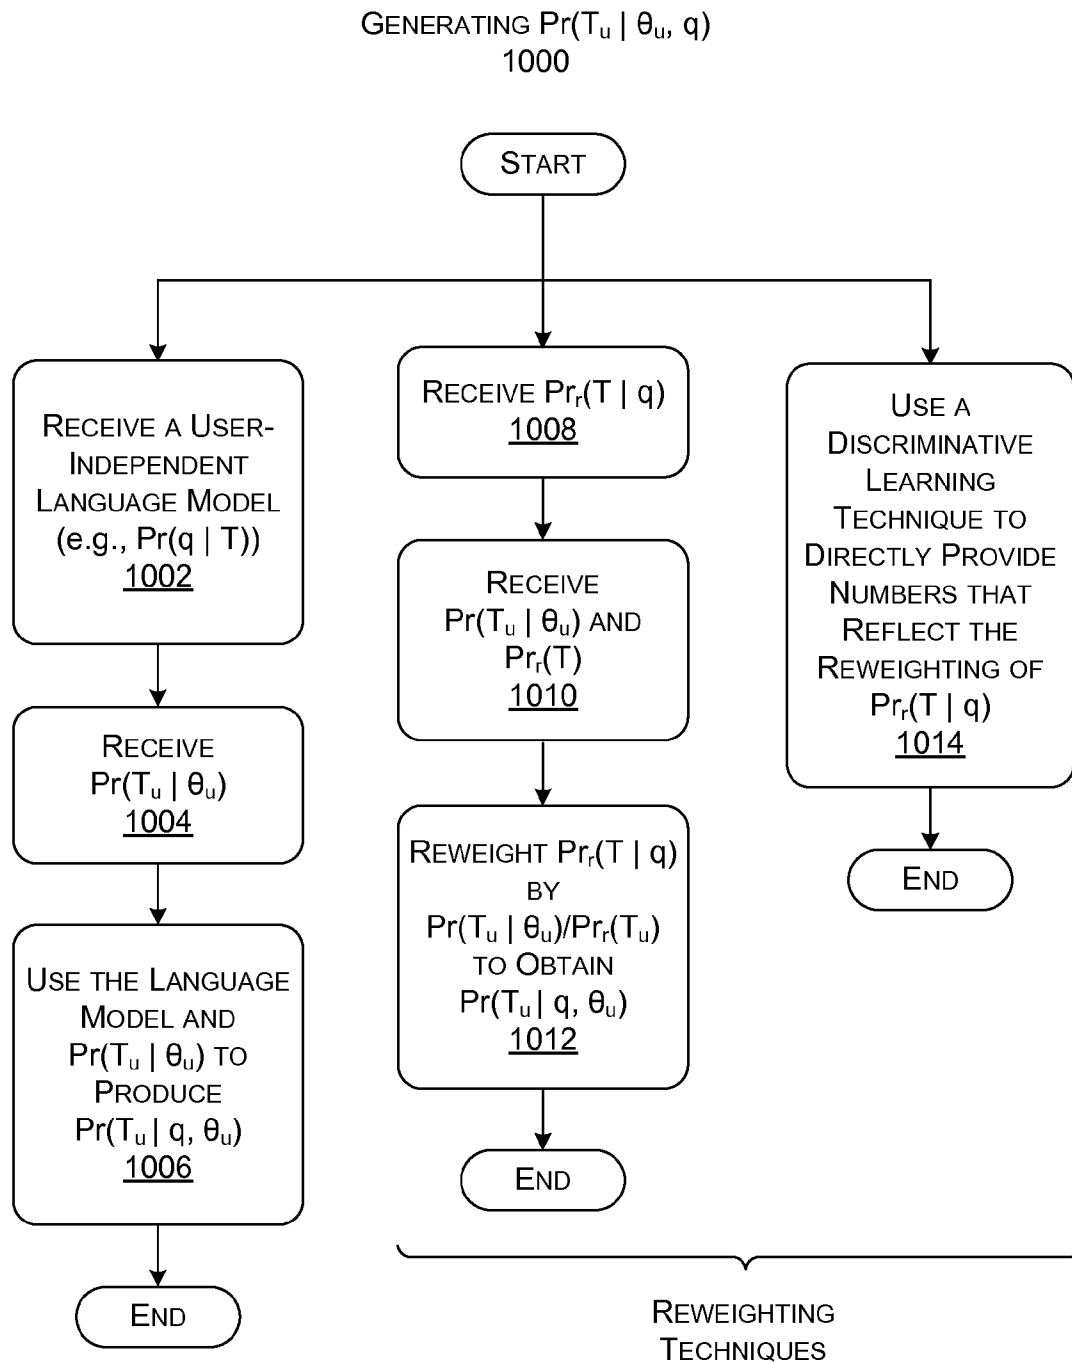 GENERATING Pr(Tu | θu, q)
1000
START
RECEIVE A USER-
INDEPENDENT
LANGUAGE MODEL
(e.g., Pr(q | T))
1002
RECEIVE
Pr(Tu | θu)
1004
USE THE LANGUAGE
MODEL AND
Pr(Tu | θu) TO
PRODUCE
Pr(Tu | q, θu)
1006
END
RECEIVE Prr(T | q)
1008
RECEIVE
Pr(Tu | θu) AND
Prr(T)
1010
REWEIGHT Prr(T | q)
BY
Pr(Tu | θu)/Prr(Tu)
TO OBTAIN
Pr(Tu | q, θu)
1012
END
USE A
DISCRIMINATIVE
LEARNING
TECHNIQUE TO
DIRECTLY PROVIDE
NUMBERS THAT
REFLECT THE
REWEIGHTING OF
Prr(T | q)
1014
END
REWEIGHTING
TECHNIQUES